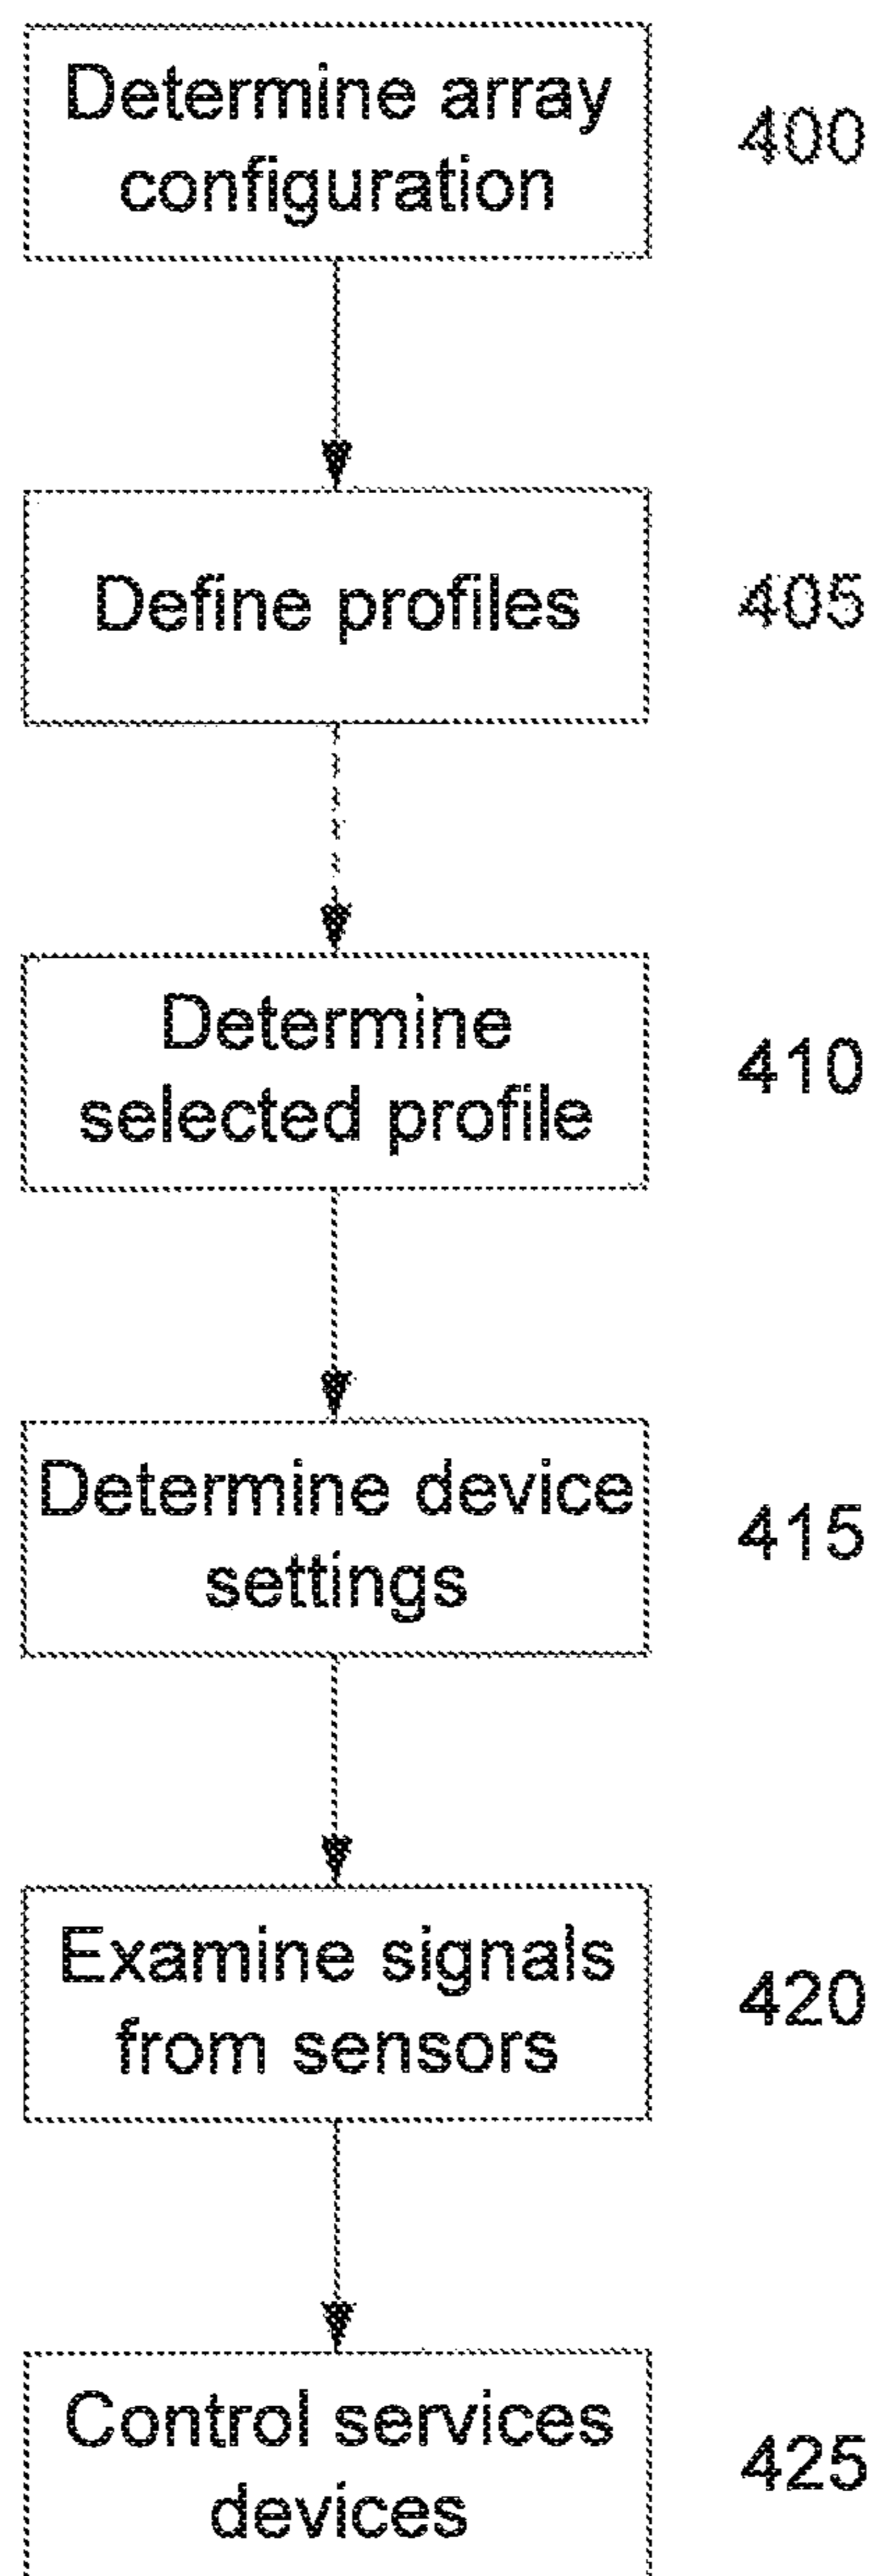 Determine array
configuration
400
Define profiles
405
Determine
selected profile
410
Determine device
settings
415
Examine signals
from sensors
420
Control services
devices
425